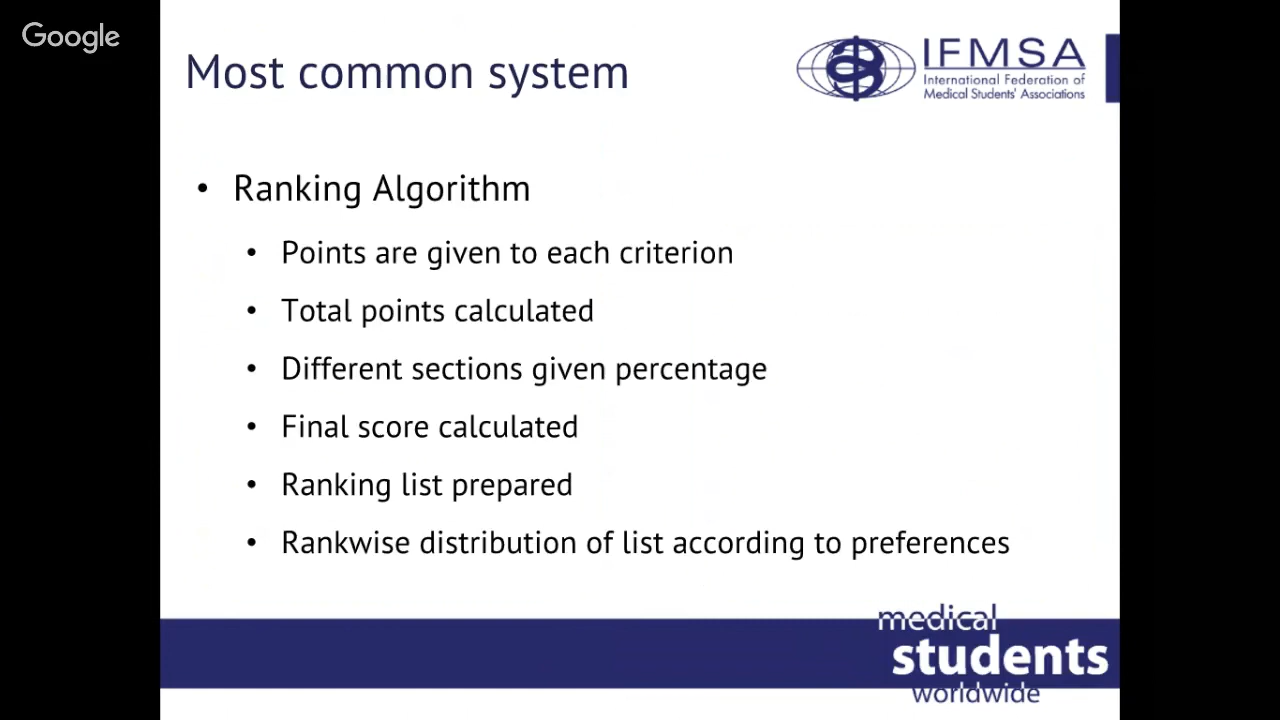 Google
Most common system
IFMSA
International Federation of
Medical Students' Associations
• Ranking Algorithm
• Points are given to each criterion
• Total points calculated
• Different sections given percentage
• Final score calculated
• Ranking list prepared
• Rankwise distribution of list according to preferences
medical
students
worldwide